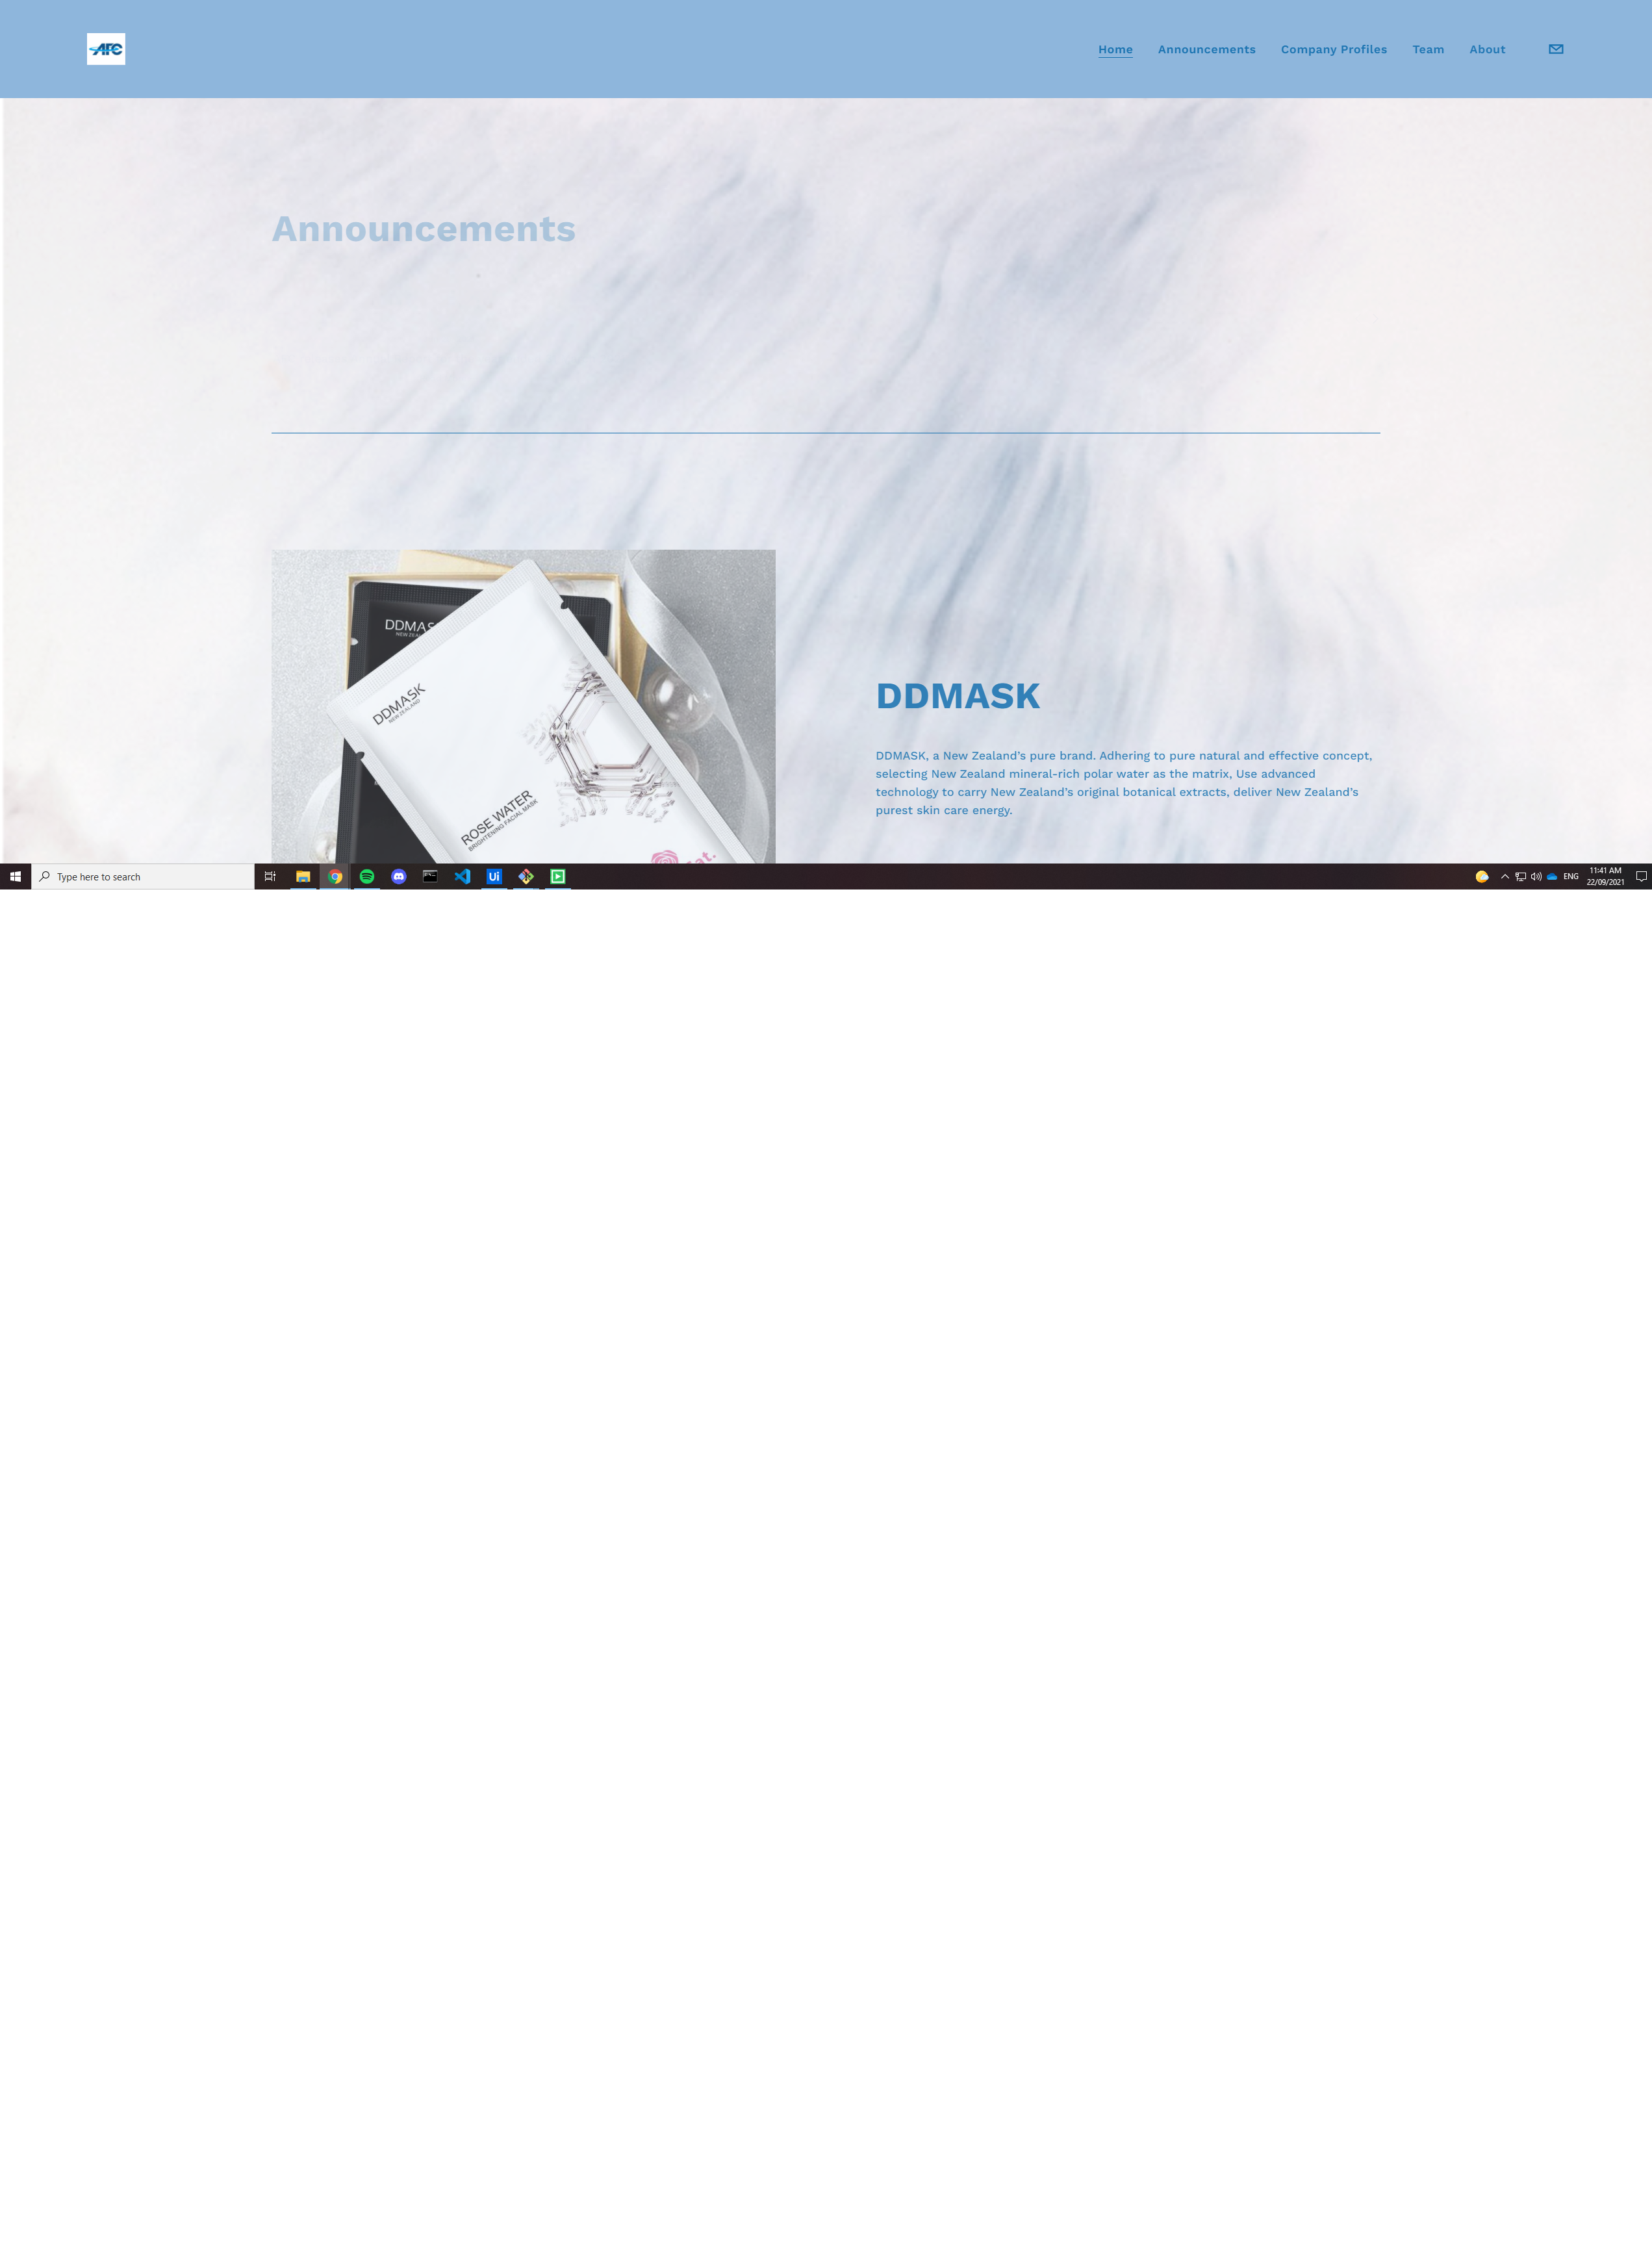 AFC
Home Announcements Company Profiles Team About
Announcements
DDMASK
NEW ZEALAND
ROSE WATER
BRIGHTENING FACIAL MASK
DDMASK
DDMASK, a New Zealand’s pure brand. Adhering to pure natural and effective concept,
selecting New Zealand mineral-rich polar water as the matrix, Use advanced
technology to carry New Zealand’s original botanical extracts, deliver New Zealand’s
purest skin care energy.
Type here to search
Ui
ENG
11:41 AM
22/09/2021